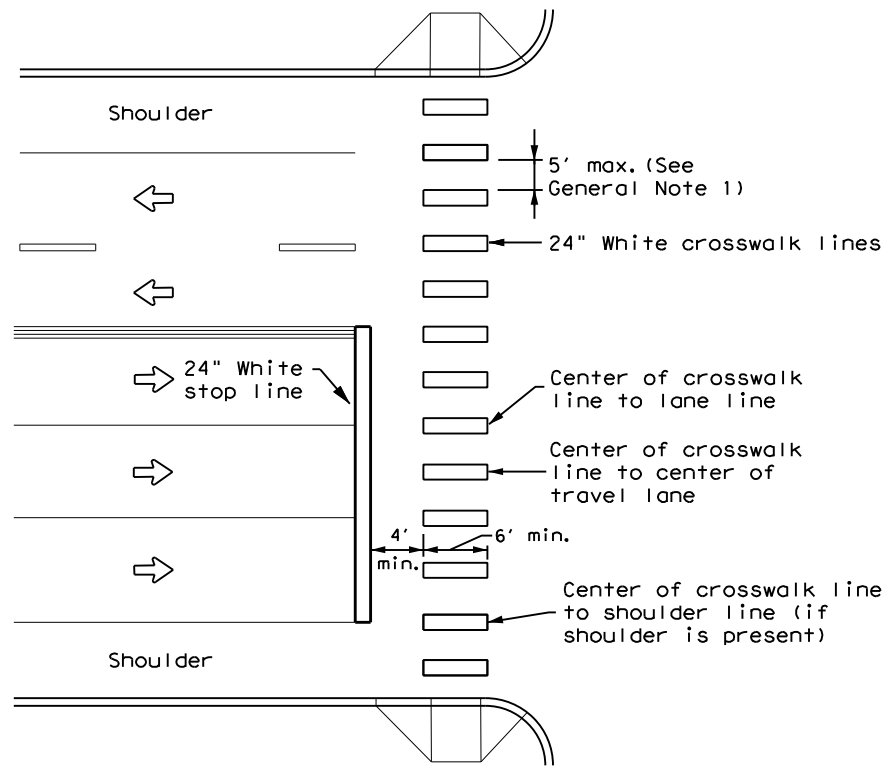 Shoulder
5' max. (See
General Note 1)
24" White crosswalk lines
24" White
stop line
Center of crosswalk
line to lane line
Center of crosswalk
line to center of
travel lane
4'
min.
6' min.
Center of crosswalk line
to shoulder line (if
shoulder is present)
Shoulder